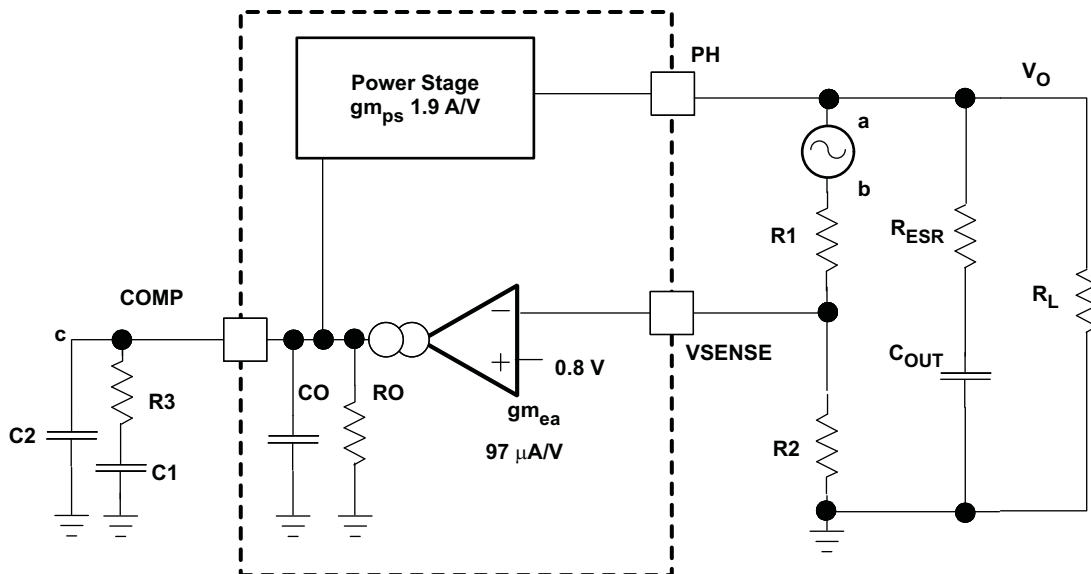 Power Stage
gm_ps 1.9 A/V
PH
V_O
a
b
R1
R_ESR
R_L
COMP
c
VSENSE
0.8 V
C_OUT
R3
CO
RO
gm_ea
C2
C1
97 μA/V
R2